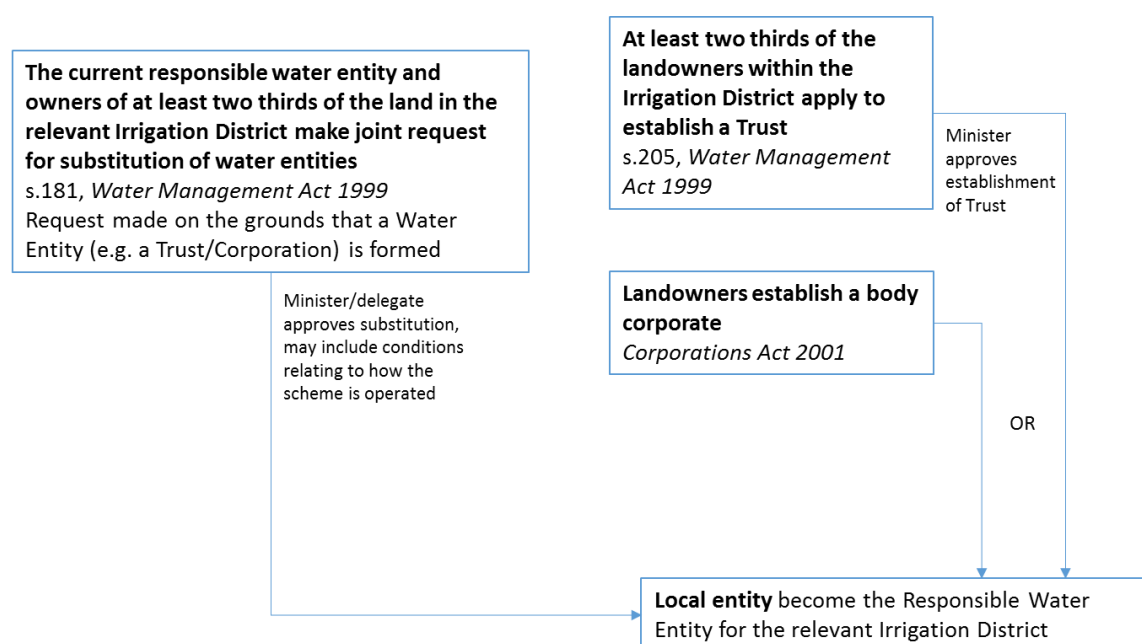 The current responsible water entity and
owners of at least two thirds of the land in the
relevant Irrigation District make joint request
for substitution of water entities
s.181, Water Management Act 1999
Request made on the grounds that a Water
Entity (e.g. a Trust/Corporation) is formed
Minister/delegate
approves substitution,
may include conditions
relating to how the
scheme is operated
At least two thirds of the
landowners within the
Irrigation District apply to
establish a Trust
s.205, Water Management
Act 1999
Minister
approves
establishment
of Trust
Landowners establish a body
corporate
Corporations Act 2001
OR
Local entity become the Responsible Water
Entity for the relevant Irrigation District